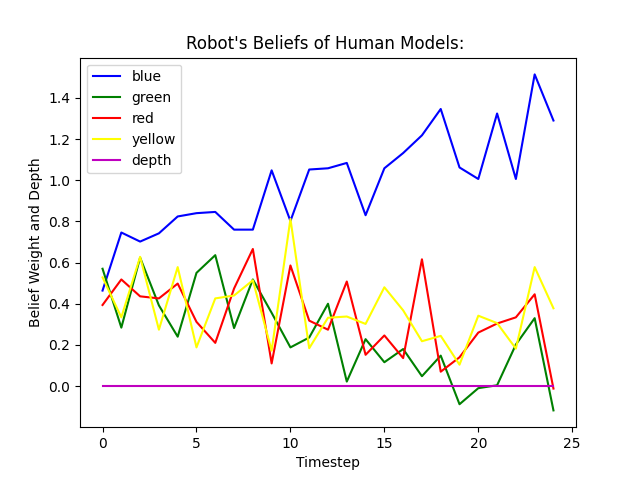 Robot's Beliefs of Human Models:
blue
green
red
yellow
depth
Belief Weight and Depth
1.4
1.2
1.0
0.8
0.6
0.4
0.2
0.0
0 5 10 15 20 25
Timestep